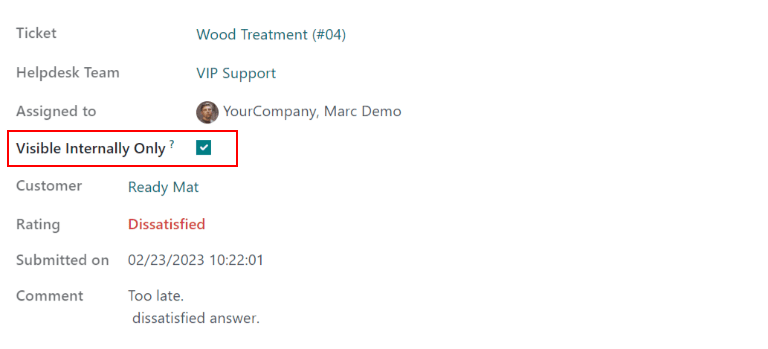 Ticket Wood Treatment (#04)
Helpdesk Team VIP Support
Assigned to YourCompany, Marc Demo
Visible Internally Only ?
Customer Ready Mat
Rating Dissatisfied
Submitted on 02/23/2023 10:22:01
Comment Too late.
dissatisfied answer.